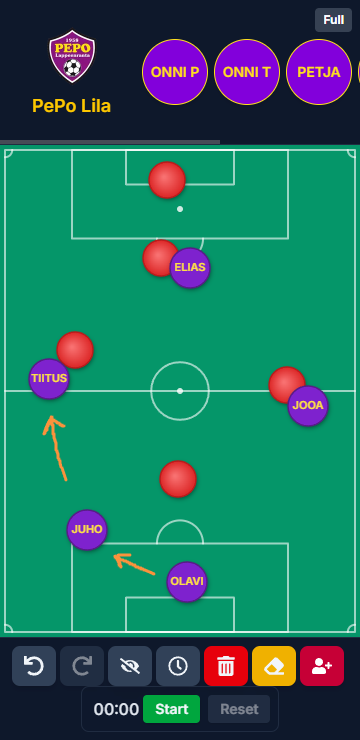 Full
1958
PEPO
Lappeenranta
PePo Lila
ONNI P
ONNI T
PETJA
ELIAS
TIITUS
JOOA
JUHO
OLAVI
00:00
Start
Reset